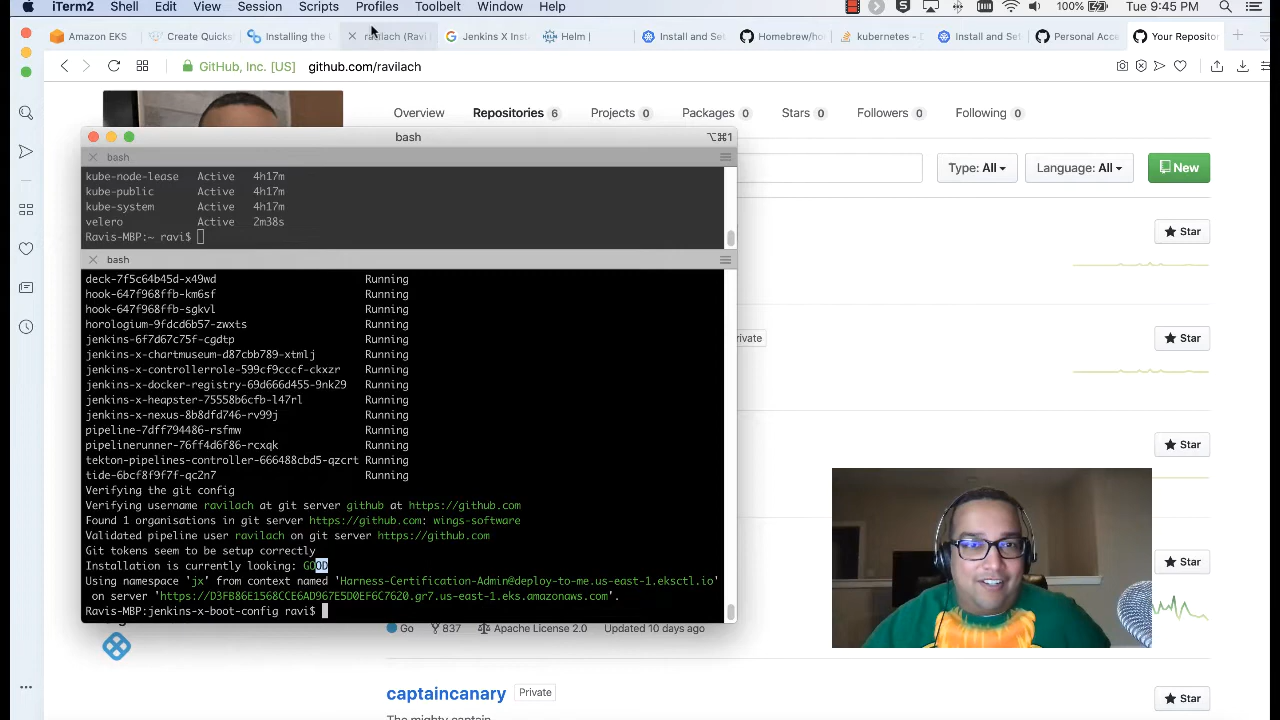 iTerm2 Shell Edit View Session Scripts Profiles Toolbelt Window Help 100% Tue 9:45 PM
Amazon EKS Create Quicks Installing the ravilach (Ravi Jenkins X Inst Helm | Install and Set Homebrew/ho kubernetes - Install and Set Personal Acce Your Reposito
GitHub, Inc. [US] github.com/ravilach
Overview Repositories 6 Projects 0 Packages 0 Stars 0 Followers 0 Following 0
bash ⌥⌘1
bash
Type: All Language: All New
kube-node-lease Active 4h17m
kube-public Active 4h17m
kube-system Active 4h17m
velero Active 2m38s
Ravis-MBP:~ ravi$
Star
bash
deck-7f5c64b45d-x49wd Running
hook-647f968ffb-km6sf Running
hook-647f968ffb-sgkvl Running
horologium-9fdcd6b57-zwxts Running
jenkins-6f7d67c75f-cgdtp Running
rivate Star
jenkins-x-chartmuseum-d87cbb789-xtmlj Running
jenkins-x-controllerrole-599cf9cccf-ckxzr Running
jenkins-x-docker-registry-69d666d455-9nk29 Running
jenkins-x-heapster-75558b6cfb-l47rl Running
jenkins-x-nexus-8b8dfd746-rv99j Running
pipeline-7dff794486-rsfmw Running
pipelinerunner-76ff4d6f86-rcxqk Running
Star
tekton-pipelines-controller-666488cbd5-qzcrt Running
tide-6bcf8f9f7f-qc2n7 Running
Verifying the git config
Verifying username ravilach at git server github at https://github.com
Found 1 organisations in git server https://github.com: wings-software
Validated pipeline user ravilach on git server https://github.com
Git tokens seem to be setup correctly
Installation is currently looking: GOOD
Star
Using namespace 'jx' from context named 'Harness-Certification-Admin@deploy-to-me.us-east-1.eksctl.io'
on server 'https://D3FB86E1568CCE6AD967E5D0EF6C7620.gr7.us-east-1.eks.amazonaws.com'.
Ravis-MBP:jenkins-x-boot-config ravi$
Go 837 Apache License 2.0 Updated 10 days ago
captaincanary Private Star
The mighty captain